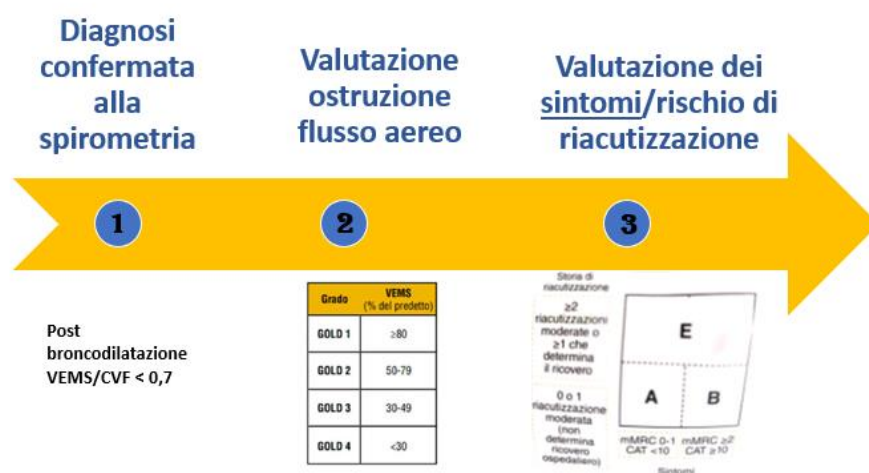 Diagnosi
confermata
alla
spirometria
Valutazione
ostruzione
flusso aereo
Valutazione dei
sintomi/rischio di
riacutizzazione
1
2
3
Post
broncodilatazione
VEMS/CVF < 0,7
Grado VEMS
(% del predetto)
GOLD 1 ≥80
GOLD 2 50-79
GOLD 3 30-49
GOLD 4 <30
Storia di
riacutizzazione
≥2
riacutizzazioni
moderate o
≥1 che
determina
il ricovero
0 o 1
riacutizzazione
moderata
(non
determina
ricovero
ospedaliero)
E
A B
mMRC 0-1 mMRC ≥2
CAT <10 CAT ≥10
Sintomi